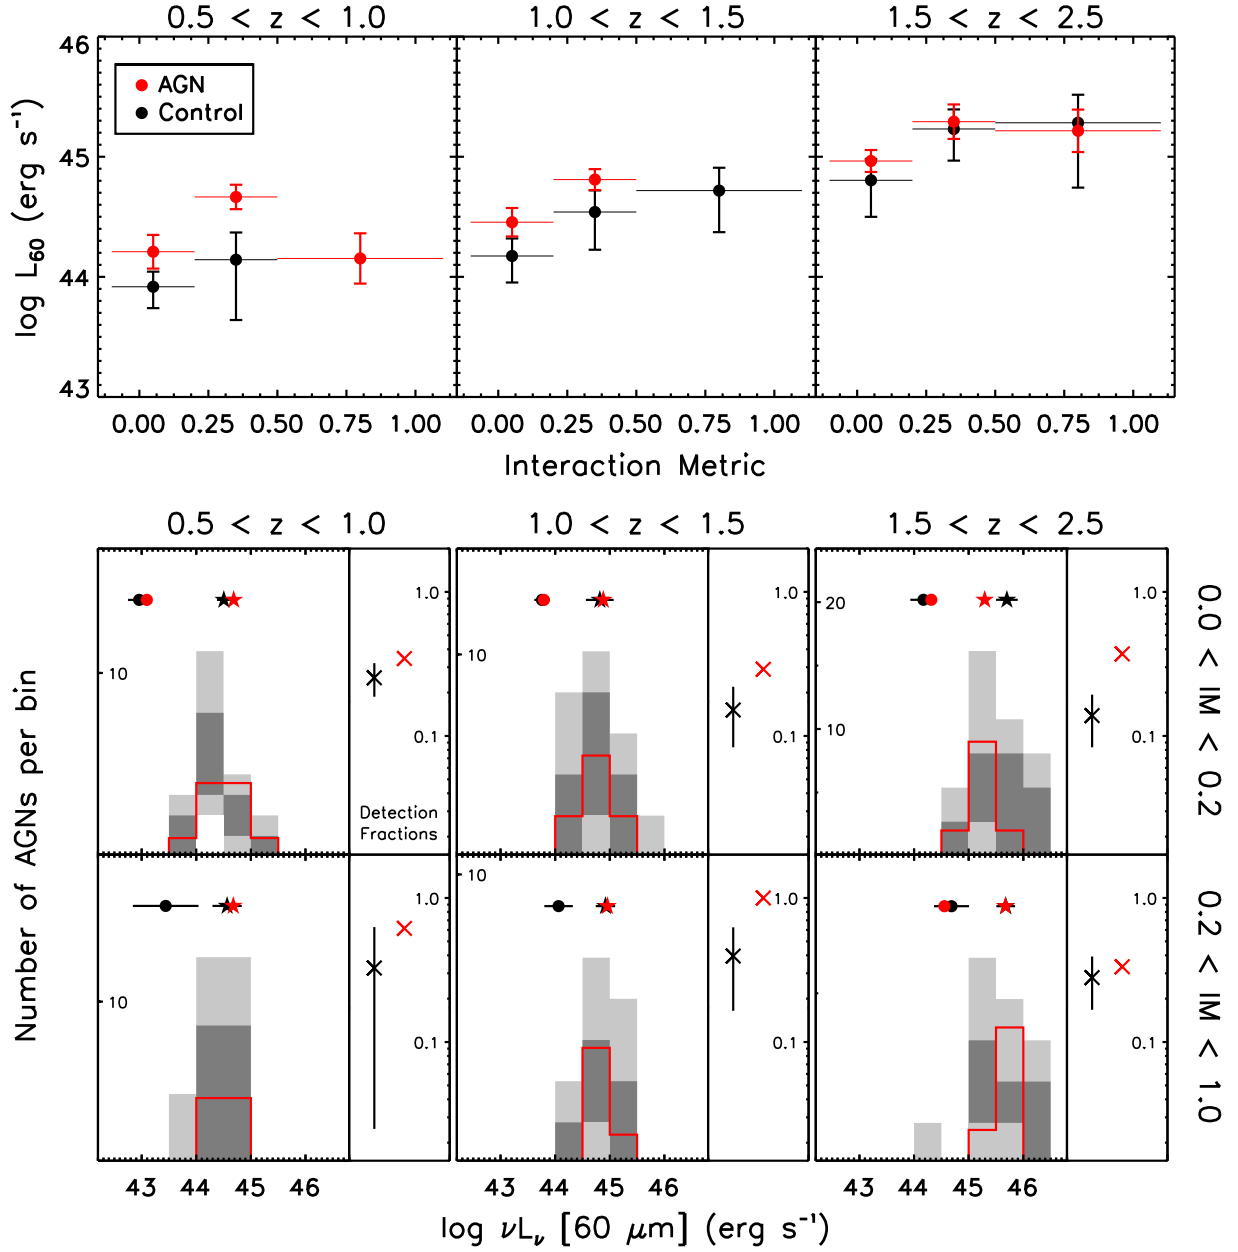 0.5 < z < 1.0
1.0 < z < 1.5
1.5 < z < 2.5
46
45
44
43
log L60 (erg s⁻¹)
AGN
Control
0.00 0.25 0.50 0.75 1.00
0.00 0.25 0.50 0.75 1.00
0.00 0.25 0.50 0.75 1.00
Interaction Metric
0.5 < z < 1.0
1.0 < z < 1.5
1.5 < z < 2.5
Number of AGNs per bin
10
1.0
0.1
Detection
Fractions
10
1.0
0.1
20
10
1.0
0.1
0.0 < IM < 0.2
10
1.0
0.1
10
1.0
0.1
1.0
0.1
0.2 < IM < 1.0
43 44 45 46
43 44 45 46
43 44 45 46
log νLν [60 μm] (erg s⁻¹)